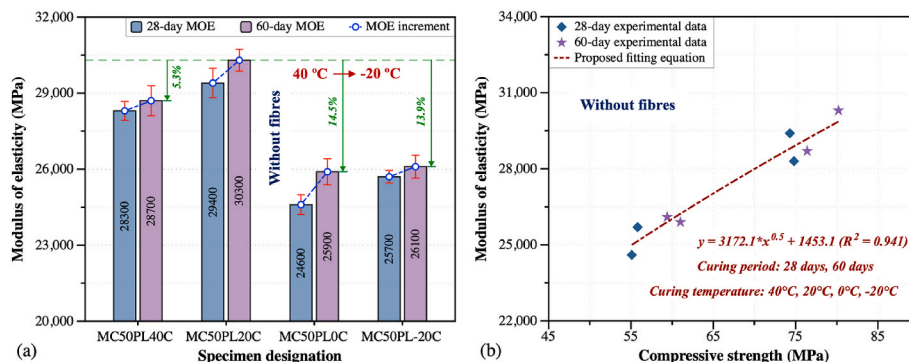 28-day MOE
60-day MOE
MOE increment
Modulus of elasticity (MPa)
32,000
29,000
26,000
23,000
20,000
5.3%
40 °C → -20 °C
14.5%
13.9%
Without fibres
28300
28700
29400
30300
24600
25900
25700
26100
MC50PL40C
MC50PL20C
MC50PL0C
MC50PL-20C
Specimen designation
(a)
28-day experimental data
60-day experimental data
Proposed fitting equation
Modulus of elasticity (MPa)
34,000
31,000
28,000
25,000
22,000
Without fibres
y = 3172.1*x^0.5 + 1453.1 (R² = 0.941)
Curing period: 28 days, 60 days
Curing temperature: 40°C, 20°C, 0°C, -20°C
45
55
65
75
85
Compressive strength (MPa)
(b)